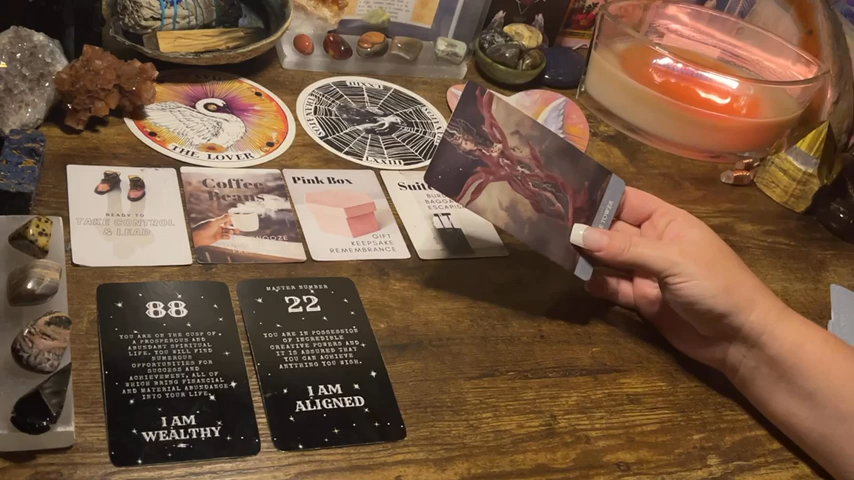 THE LOVER
BLIND
LXXIII
READY TO
TAKE CONTROL
& LEAD
Coffee
Beans
Pink Box
GIFT
KEEPSAKE
REMEMBRANCE
88
YOU ARE ON THE CUSP OF
A PROSPEROUS AND
ABUNDANT SPIRITUAL
LIFE. YOU WILL FIND
NUMEROUS
OPPORTUNITIES FOR
SUCCESS AND
ACHIEVEMENT, ALL OF
WHICH BRING FINANCIAL
AND MATERIAL ABUNDANCE
INTO YOUR LIFE.
I AM
WEALTHY
MASTER NUMBER
22
YOU ARE IN POSSESSION
OF INCREDIBLE
CREATIVE POWERS AND
IT IS ASSURED THAT
YOU CAN ACHIEVE
ANYTHING YOU WISH.
I AM
ALIGNED